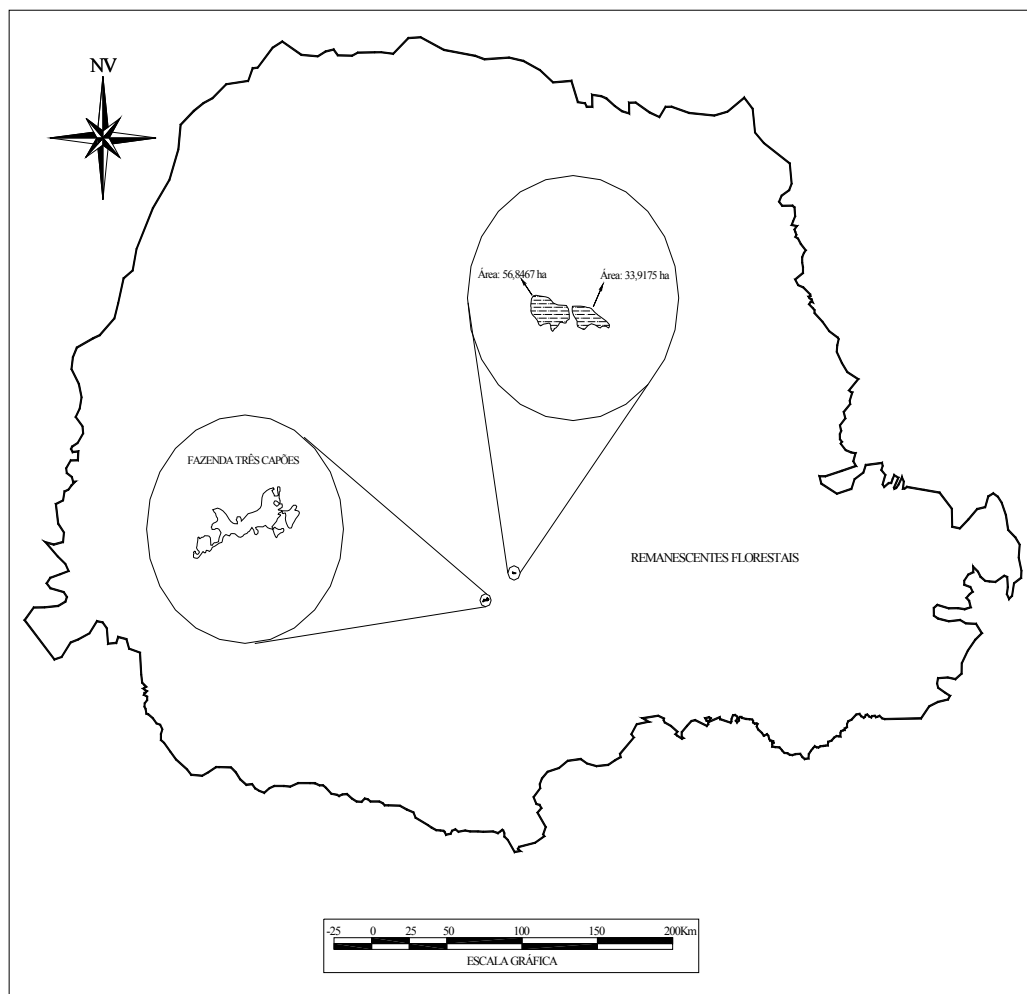 NV
Área: 56,8467 ha
Área: 33,9175 ha
FAZENDA TRÊS CAPÕES
REMANESCENTES FLORESTAIS
-25 0 25 50 100 150 200Km
ESCALA GRÁFICA